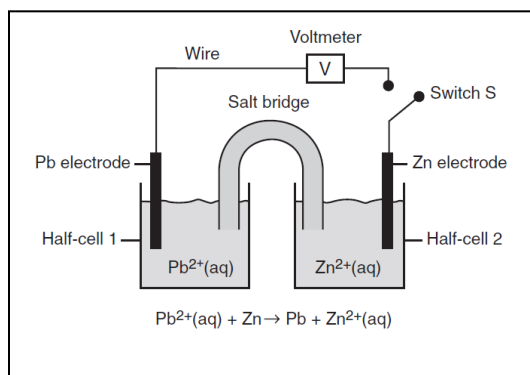 Voltmeter
Wire
V
Switch S
Salt bridge
Pb electrode
Zn electrode
Half-cell 1
Half-cell 2
Pb²⁺(aq)
Zn²⁺(aq)
Pb²⁺(aq) + Zn → Pb + Zn²⁺(aq)